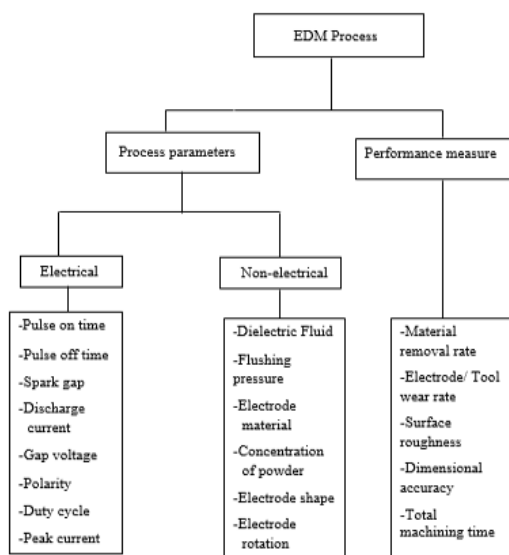 EDM Process
Process parameters
Performance measure
Electrical
Non-electrical
-Pulse on time
-Pulse off time
-Spark gap
-Discharge
current
-Gap voltage
-Polarity
-Duty cycle
-Peak current
-Dielectric Fluid
-Flushing
pressure
-Electrode
material
-Concentration
of powder
-Electrode shape
-Electrode
rotation
-Material
removal rate
-Electrode/ Tool
wear rate
-Surface
roughness
-Dimensional
accuracy
-Total
machining time